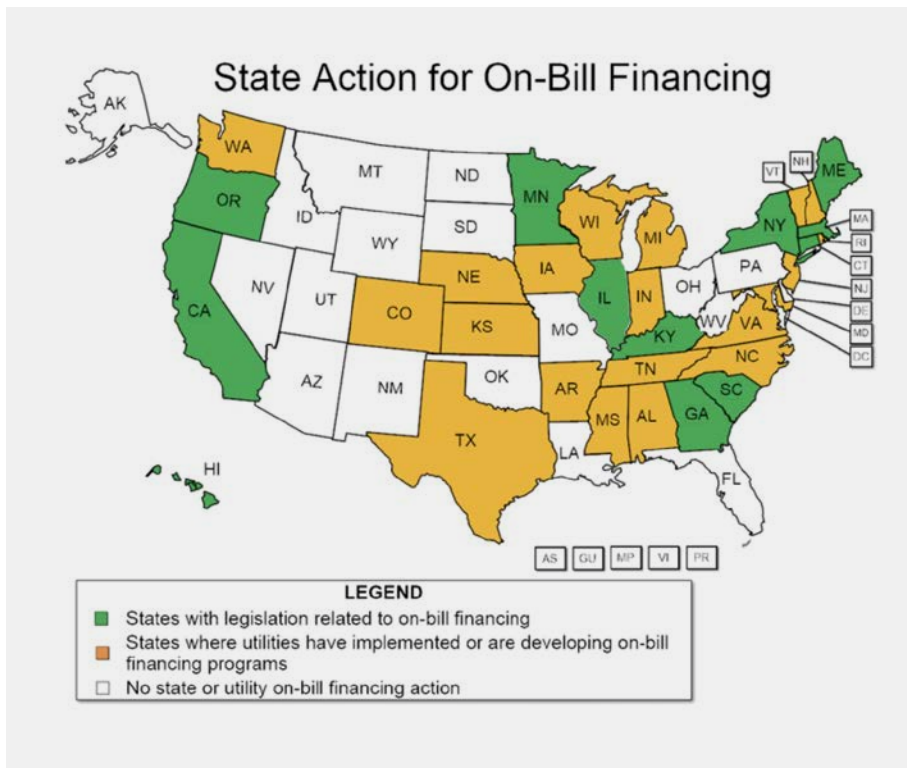 State Action for On-Bill Financing
AK
WA
MT
ND
MN
ME
VT
NH
OR
ID
SD
WI
MI
NY
MA
RI
CT
WY
NE
IA
PA
NJ
DE
MD
DC
NV
UT
CO
KS
MO
IL
IN
OH
WV
VA
KY
CA
AZ
NM
OK
AR
TN
NC
SC
MS
AL
GA
TX
LA
FL
HI
AS
GU
MP
VI
PR
LEGEND
States with legislation related to on-bill financing
States where utilities have implemented or are developing on-bill
financing programs
No state or utility on-bill financing action